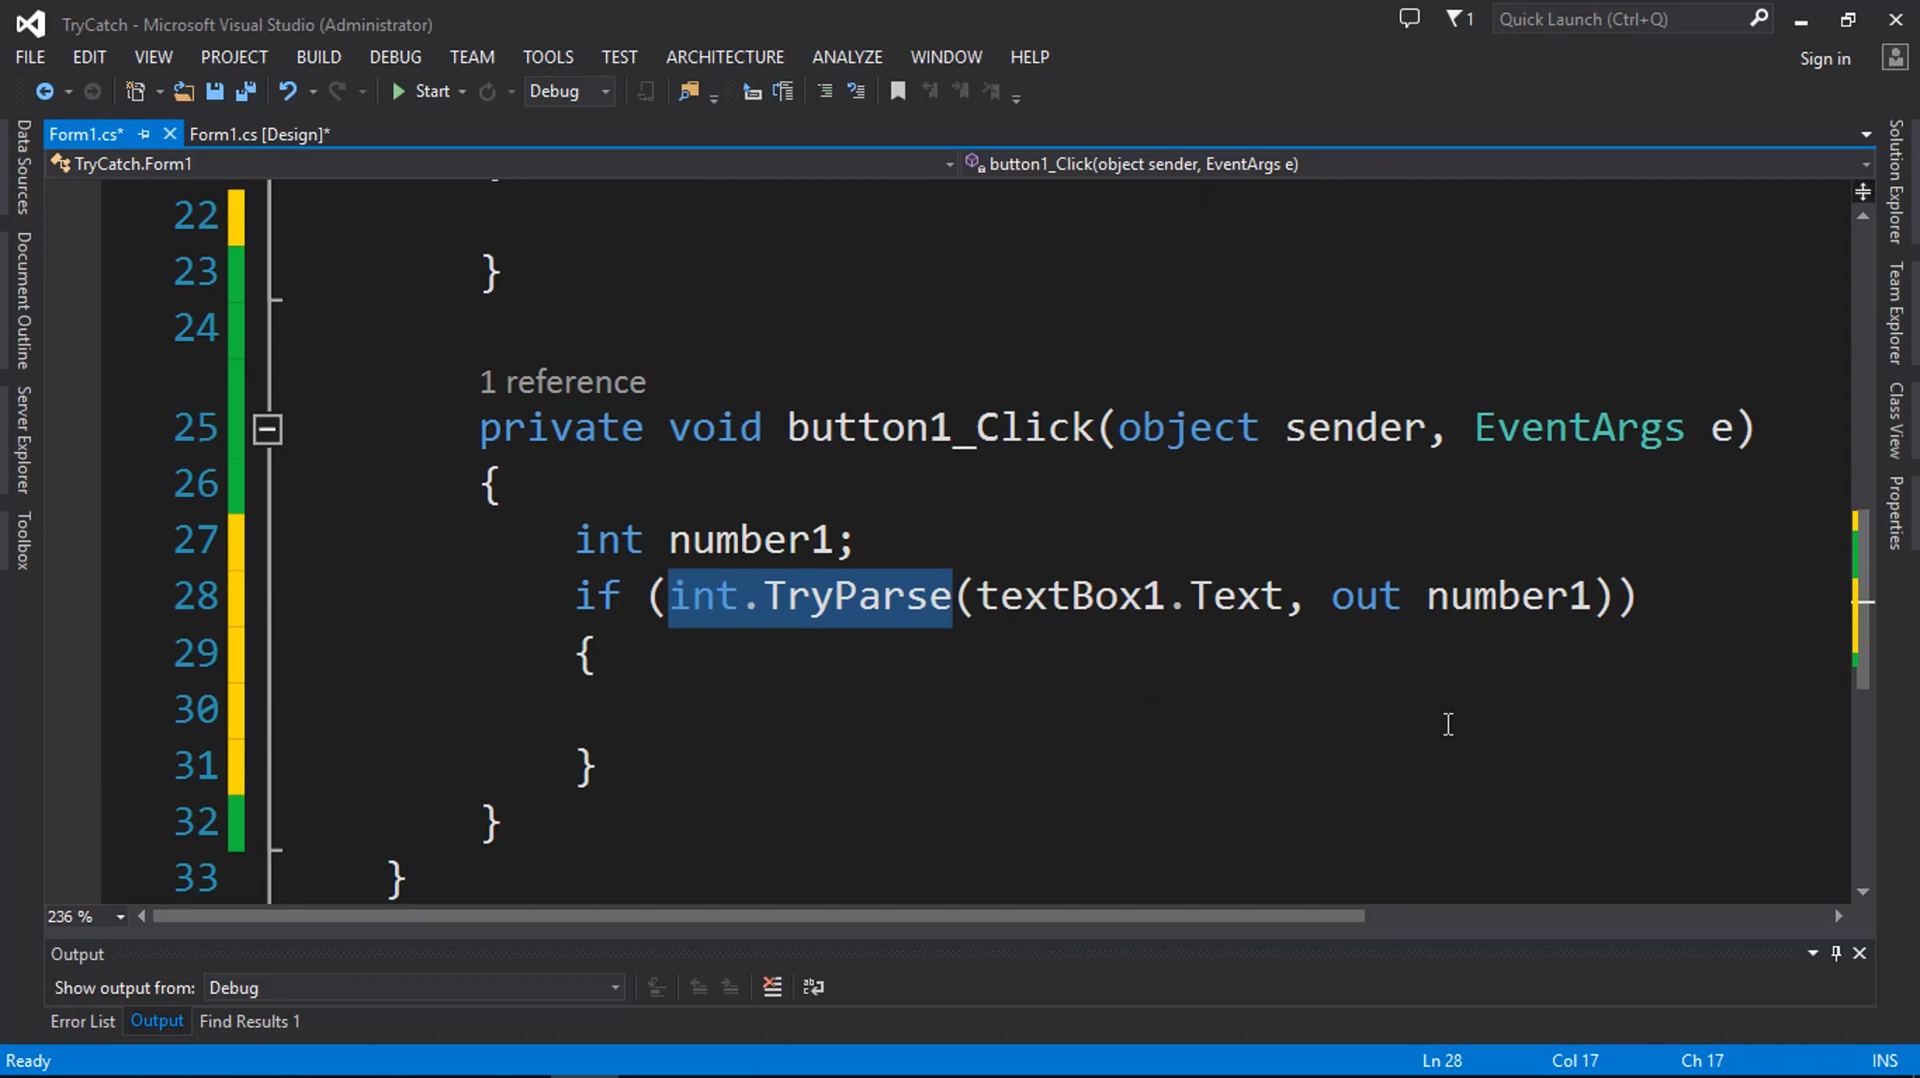 TryCatch - Microsoft Visual Studio (Administrator)
1
Quick Launch (Ctrl+Q)
FILE EDIT VIEW PROJECT BUILD DEBUG TEAM TOOLS TEST ARCHITECTURE ANALYZE WINDOW HELP
Sign in
Start
Debug
Form1.cs*
Form1.cs [Design]*
TryCatch.Form1
button1_Click(object sender, EventArgs e)
Data Sources
Document Outline
Server Explorer
Toolbox
22
23 }
24
1 reference
25 private void button1_Click(object sender, EventArgs e)
26 {
27 int number1;
28 if (int.TryParse(textBox1.Text, out number1))
29 {
30
31 }
32 }
33 }
Solution Explorer
Team Explorer
Class View
Properties
236 %
Output
Show output from: Debug
Error List Output Find Results 1
Ready
Ln 28 Col 17 Ch 17 INS